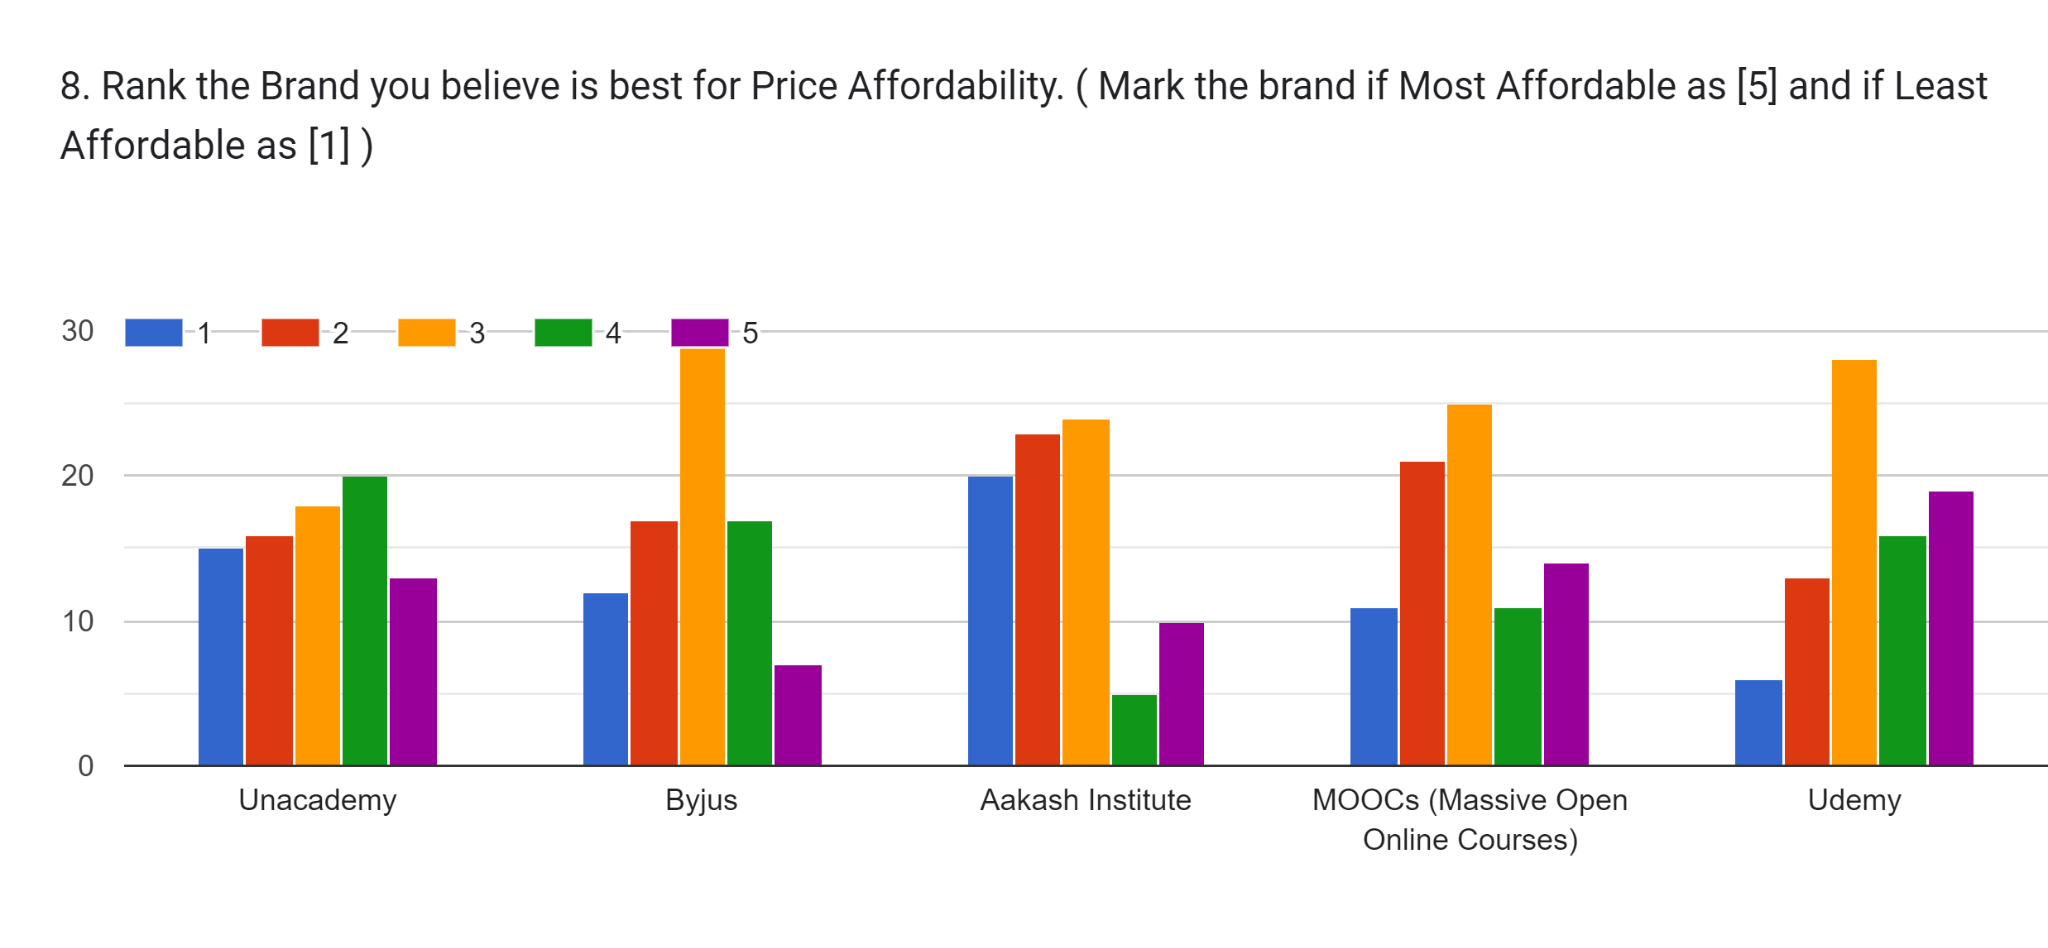 8. Rank the Brand you believe is best for Price Affordability. ( Mark the brand if Most Affordable as [5] and if Least
Affordable as [1] )
30
1
2
3
4
5
20
10
0
Unacademy
Byjus
Aakash Institute
MOOCs (Massive Open
Online Courses)
Udemy